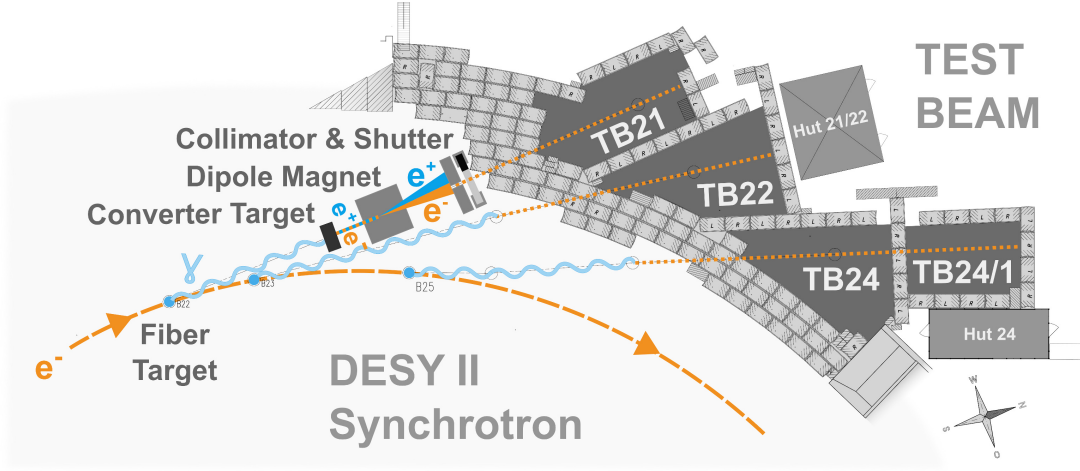 TEST
BEAM
Collimator & Shutter
Dipole Magnet
Converter Target
e+
e-
e+
e-
γ
TB21
Hut 21/22
TB22
TB24
TB24/1
Hut 24
B22
B23
B25
Fiber
Target
e-
DESY II
Synchrotron
W
N
S
O